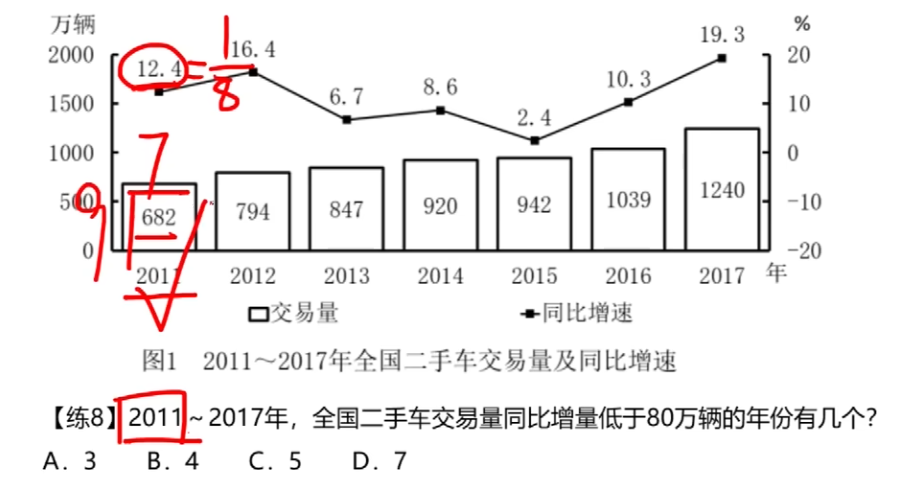 万辆 %
2000 12.4 = 1/8 16.4 6.7 8.6 2.4 10.3 19.3 20
1500 10
1000 7 0
500 9 682 794 847 920 942 1039 1240 -10
0 -20
2011 2012 2013 2014 2015 2016 2017 年
交易量 同比增速
图1 2011～2017年全国二手车交易量及同比增速
【练8】2011~2017年，全国二手车交易量同比增量低于80万辆的年份有几个？
A. 3 B. 4 C. 5 D. 7